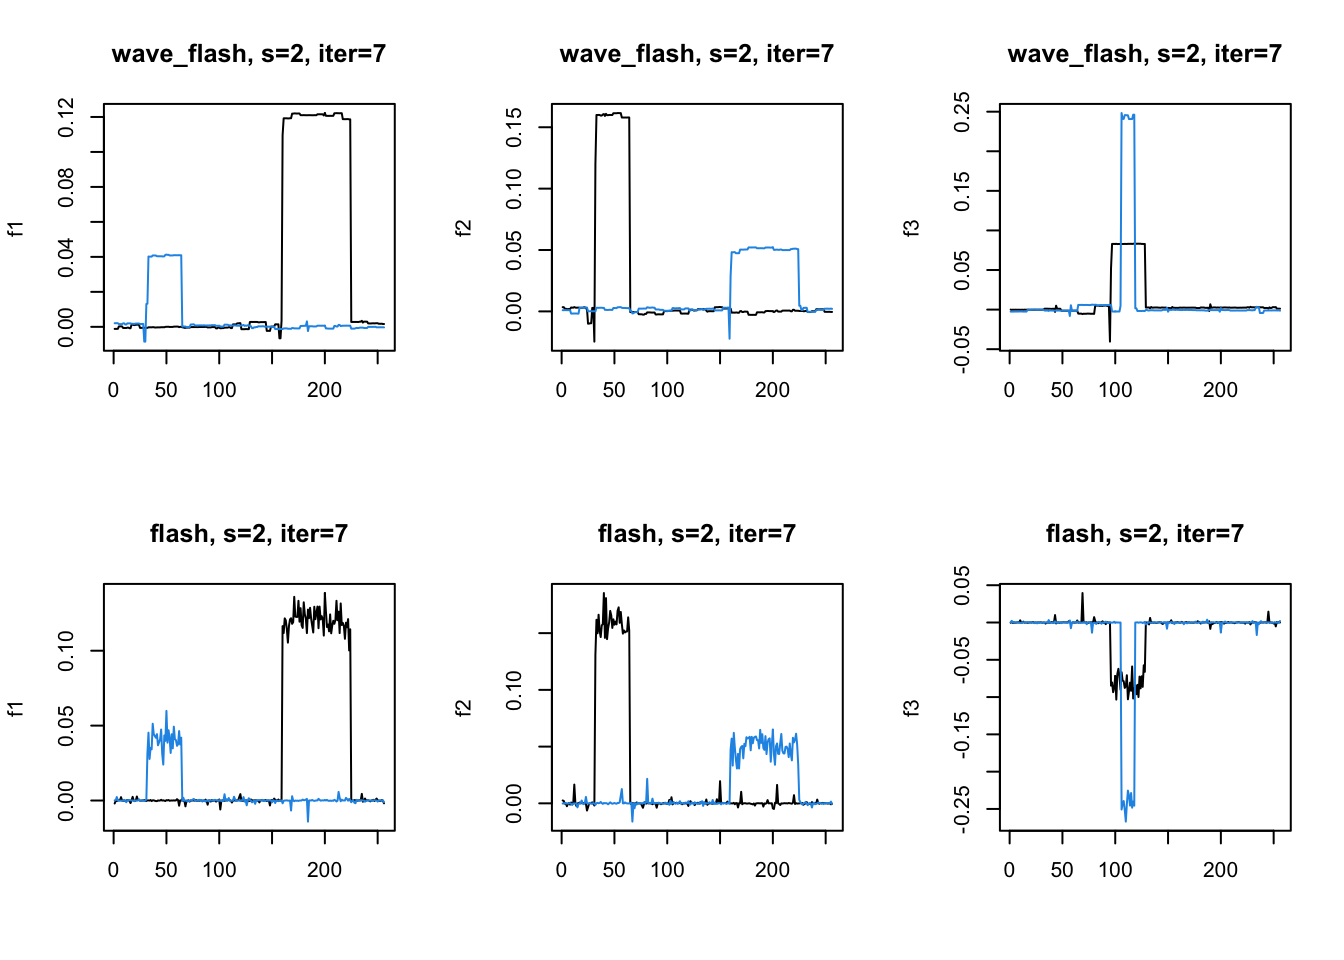 wave_flash, s=2, iter=7
f1
0.00 0.04 0.08 0.12
0 50 100 200
wave_flash, s=2, iter=7
f2
0.00 0.05 0.10 0.15
0 50 100 200
wave_flash, s=2, iter=7
f3
-0.05 0.05 0.15 0.25
0 50 100 200
flash, s=2, iter=7
f1
0.00 0.05 0.10
0 50 100 200
flash, s=2, iter=7
f2
0.00 0.10
0 50 100 200
flash, s=2, iter=7
f3
-0.25 -0.15 -0.05 0.05
0 50 100 200